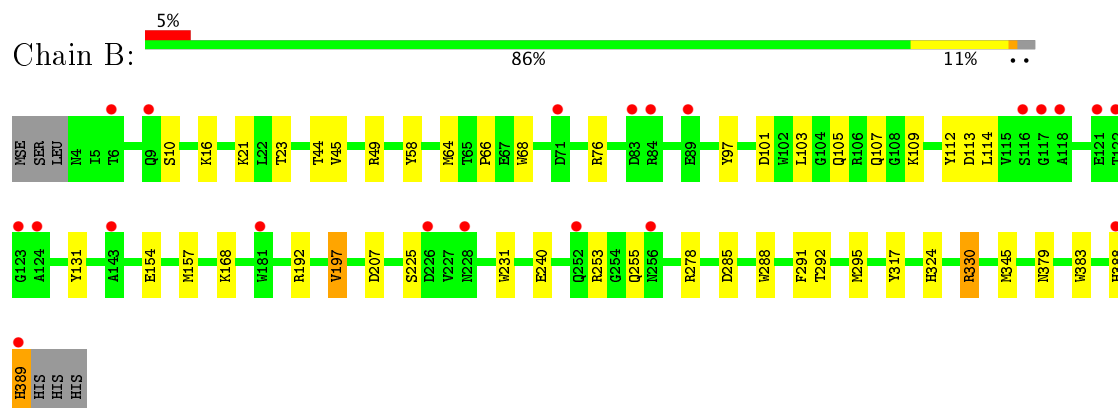 5%
Chain B:
86% 11% • •
MSE SER LEU N4 I5 T6 Q9 S10 K16 K21 L22 T23 T44 V45 R49 Y58 M64 T65 P66 E67 W68 D71 R76 D83 R84 E89 Y97 D101 W102 L103 G104 Q105 R106 Q107 G108 K109 Y112 D113 L114 V115 S116 G117 A118 E121 T122
G123 A124 Y131 A143 E154 M157 K168 W181 R192 V197 D207 S225 D226 V227 N228 W231 E240 Q252 R253 G254 Q255 N256 R278 D285 W288 F291 T292 M295 Y317 H324 R330 M345 N379 W383 H388
H389 HIS HIS HIS